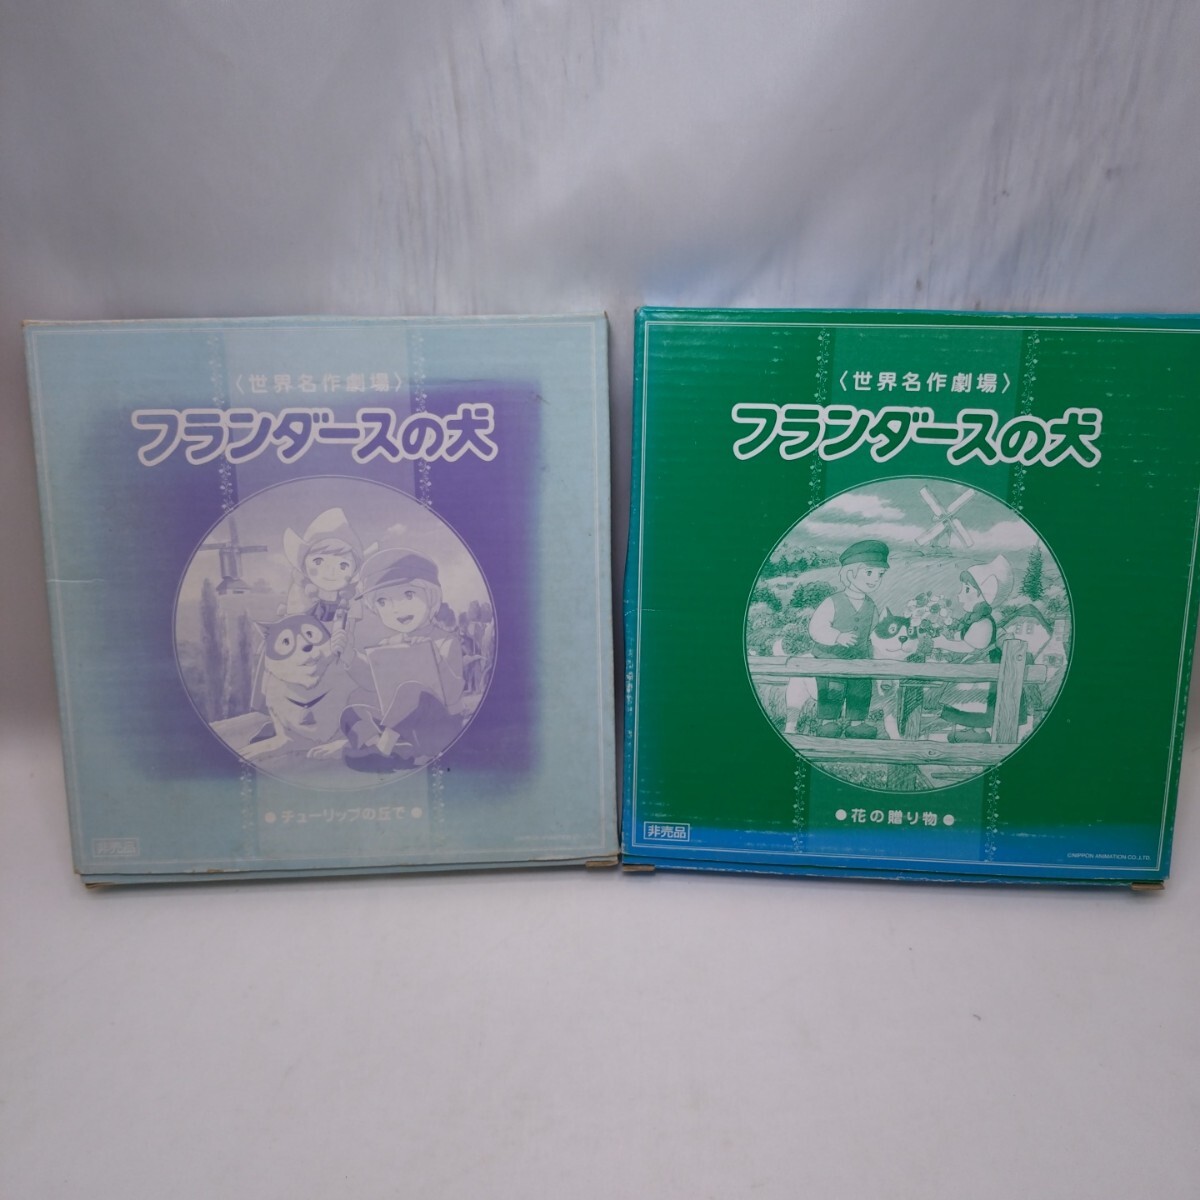 〈世界名作劇場〉
フランダースの犬
●チューリップの丘で●
非売品
〈世界名作劇場〉
フランダースの犬
●花の贈り物●
非売品
©NIPPON ANIMATION CO.,LTD.